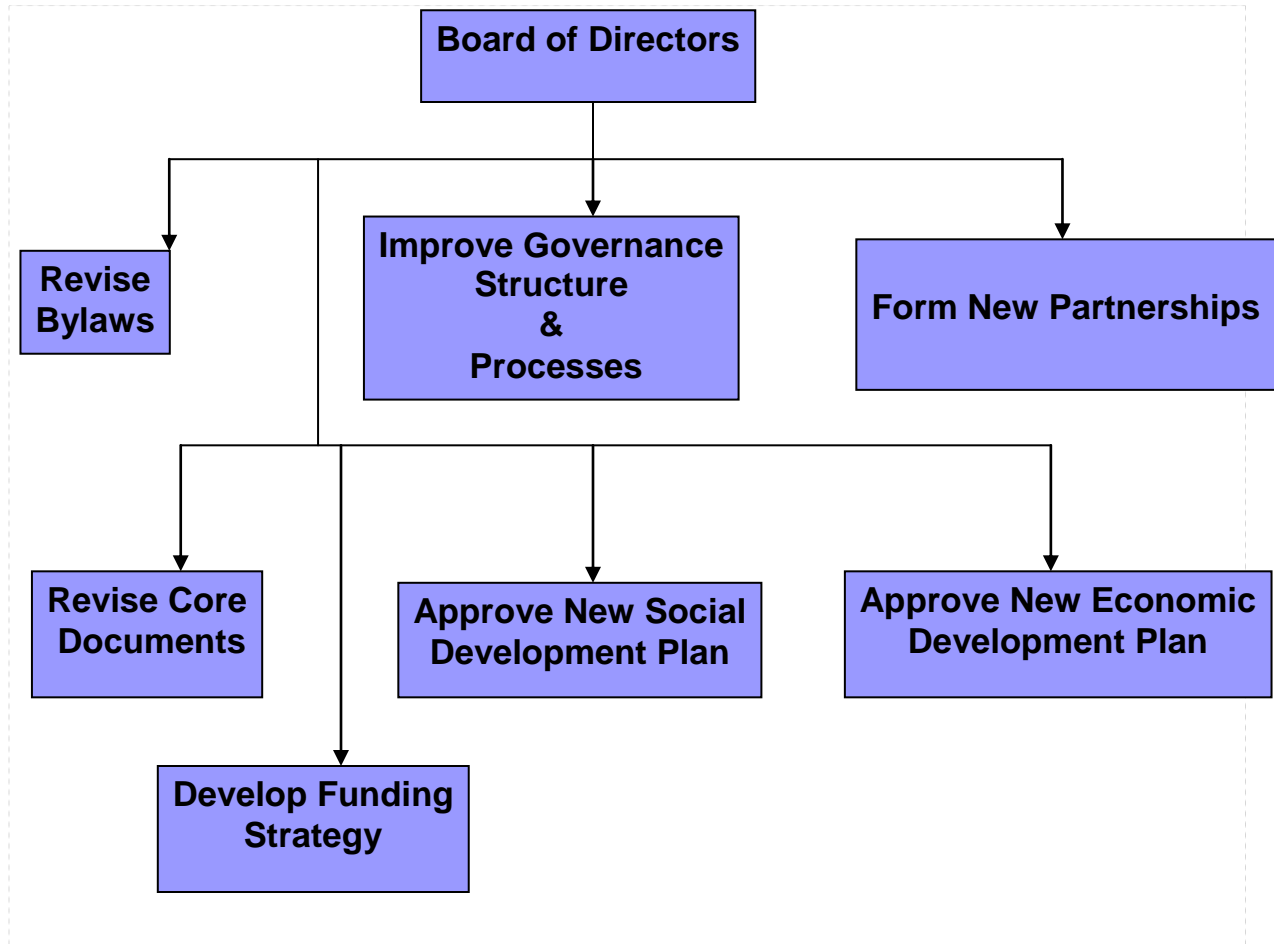 Board of Directors
Revise
Bylaws
Improve Governance
Structure
&
Processes
Form New Partnerships
Revise Core
Documents
Approve New Social
Development Plan
Approve New Economic
Development Plan
Develop Funding
Strategy